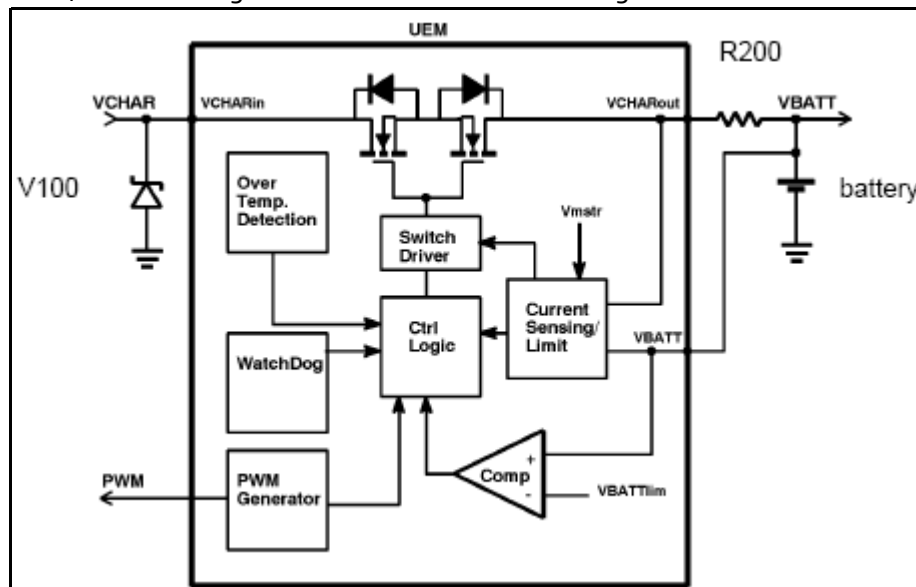 UEM
R200
VCHAR
VCHARin
VCHARout
VBATT
V100
Over
Temp.
Detection
battery
Vmstr
Switch
Driver
Current
Sensing/
Limit
Ctrl
Logic
VBATT
WatchDog
+
Comp
-
VBATTlim
PWM
PWM
Generator